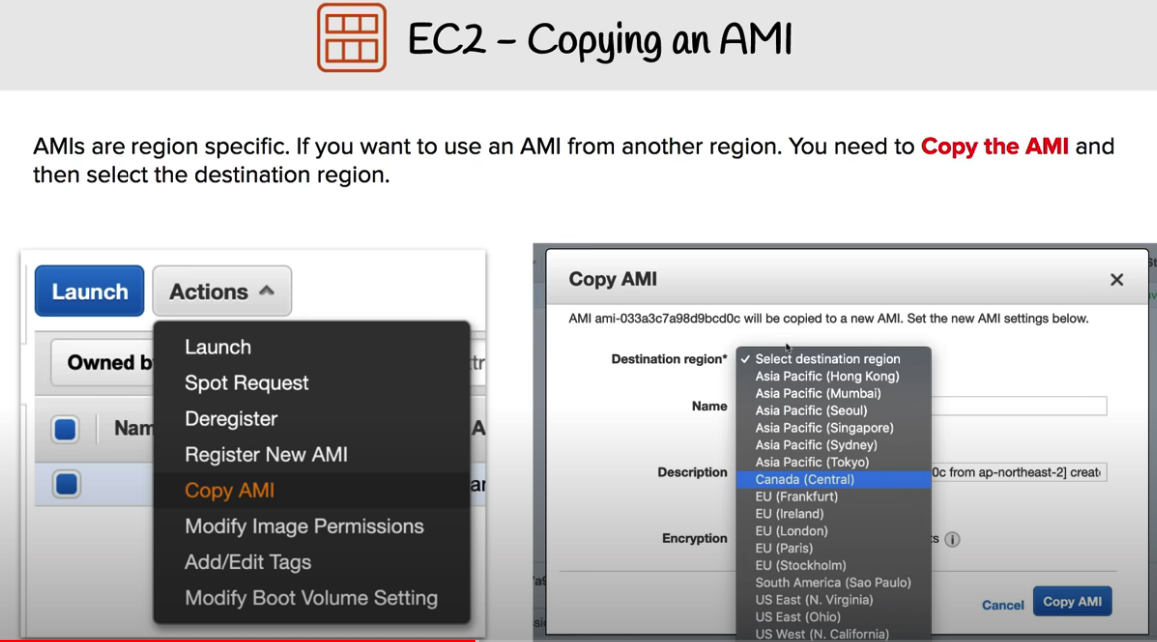 EC2 – Copying an AMI
AMIs are region specific. If you want to use an AMI from another region. You need to Copy the AMI and
then select the destination region.
Launch
Actions
Owned b
Nam
Launch
Spot Request
Deregister
Register New AMI
Copy AMI
Modify Image Permissions
Add/Edit Tags
Modify Boot Volume Setting
Copy AMI
AMI ami-033a3c7a98d9bcd0c will be copied to a new AMI. Set the new AMI settings below.
Destination region*
Select destination region
Asia Pacific (Hong Kong)
Asia Pacific (Mumbai)
Name
Asia Pacific (Seoul)
Asia Pacific (Singapore)
Asia Pacific (Sydney)
Asia Pacific (Tokyo)
Description
Canada (Central)
0c from ap-northeast-2] creat
EU (Frankfurt)
EU (Ireland)
EU (London)
Encryption
EU (Paris)
EU (Stockholm)
South America (Sao Paulo)
US East (N. Virginia)
US East (Ohio)
US West (N. California)
Cancel
Copy AMI